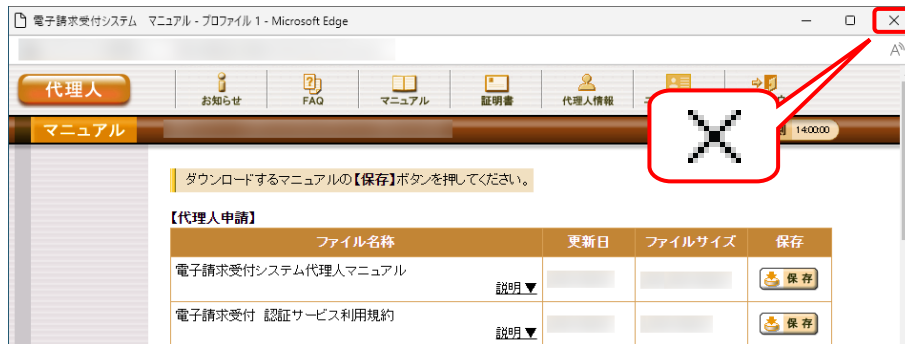 電子請求受付システム マニュアル - プロファイル 1 - Microsoft Edge
代理人
お知らせ
FAQ
マニュアル
証明書
代理人情報
マニュアル
14:00:00
ダウンロードするマニュアルの【保存】ボタンを押してください。
【代理人申請】
ファイル名称 更新日 ファイルサイズ 保存
電子請求受付システム代理人マニュアル
説明▼
保存
電子請求受付 認証サービス利用規約
説明▼
保存